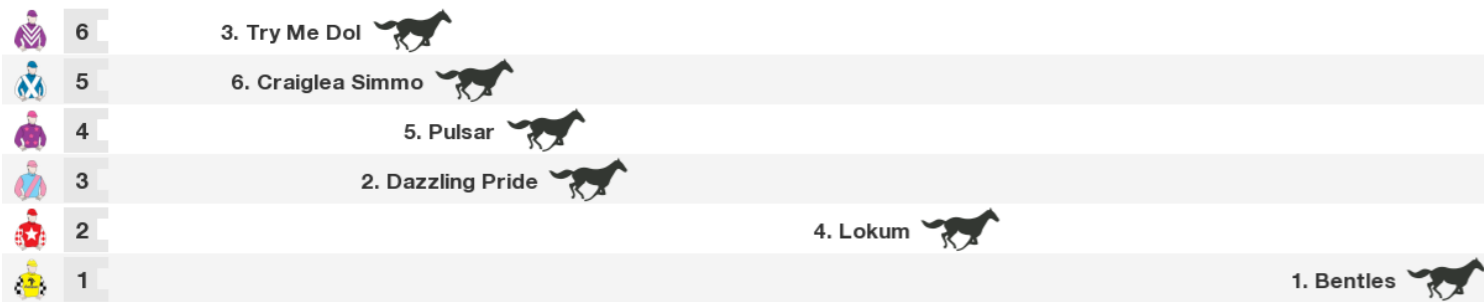 6 3. Try Me Dol
5 6. Craiglea Simmo
4 5. Pulsar
3 2. Dazzling Pride
2 4. Lokum
1 1. Bentles